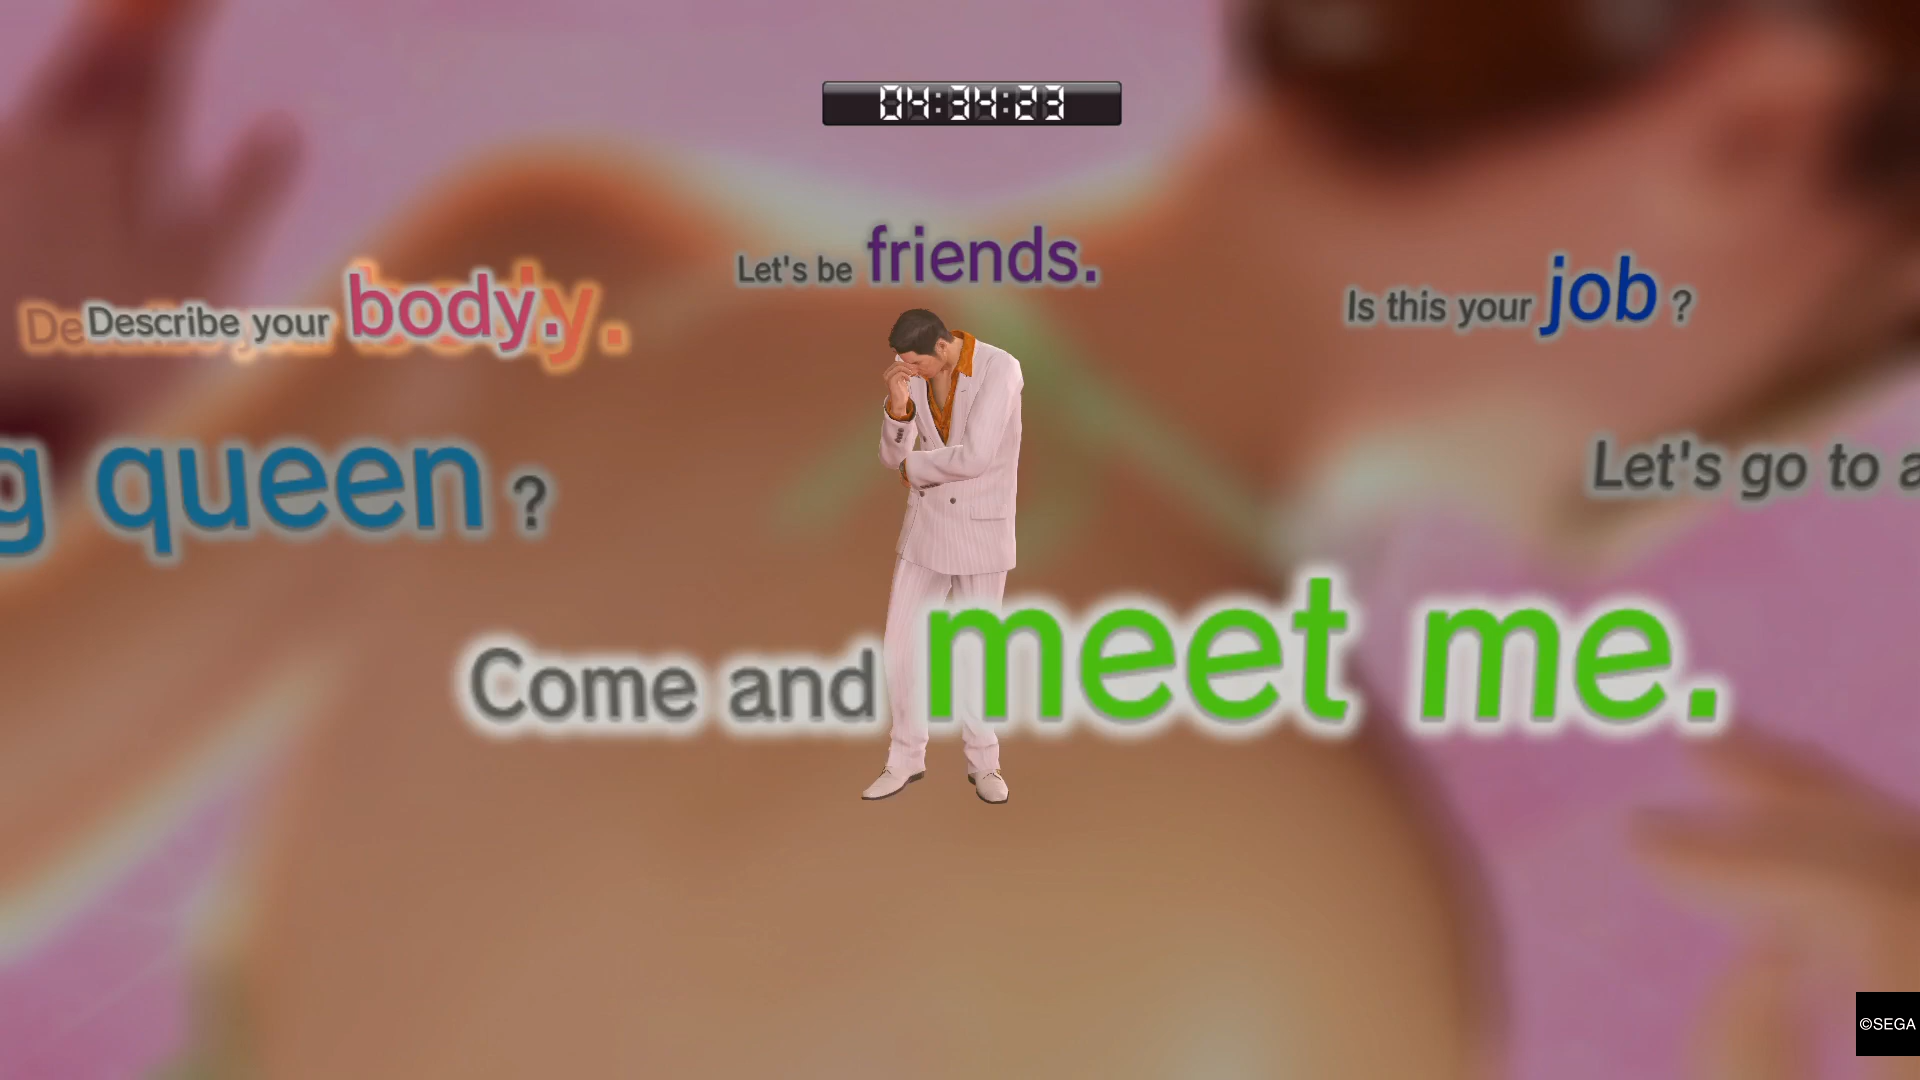 04:34:23
Let's be friends.
Describe your body.
Is this your job ?
queen ?
Let's go to a
Come and meet me.
©SEGA